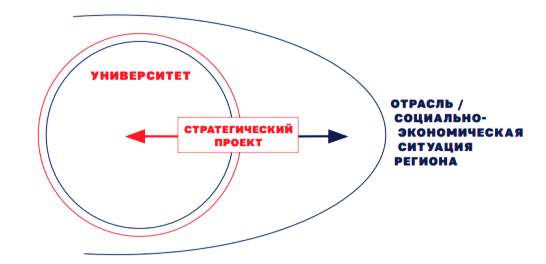 УНИВЕРСИТЕТ
СТРАТЕГИЧЕСКИЙ
ПРОЕКТ
ОТРАСЛЬ /
СОЦИАЛЬНО-
ЭКОНОМИЧЕСКАЯ
СИТУАЦИЯ
РЕГИОНА